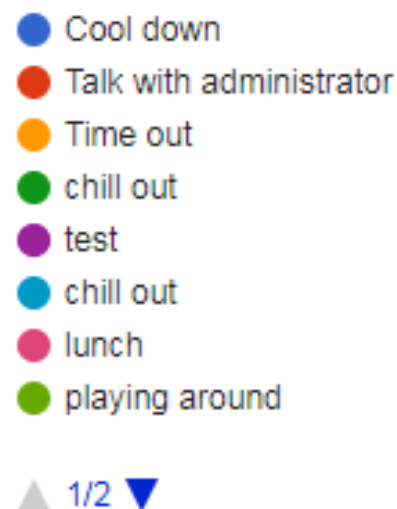 Cool down
Talk with administrator
Time out
chill out
test
chill out
lunch
playing around
1/2